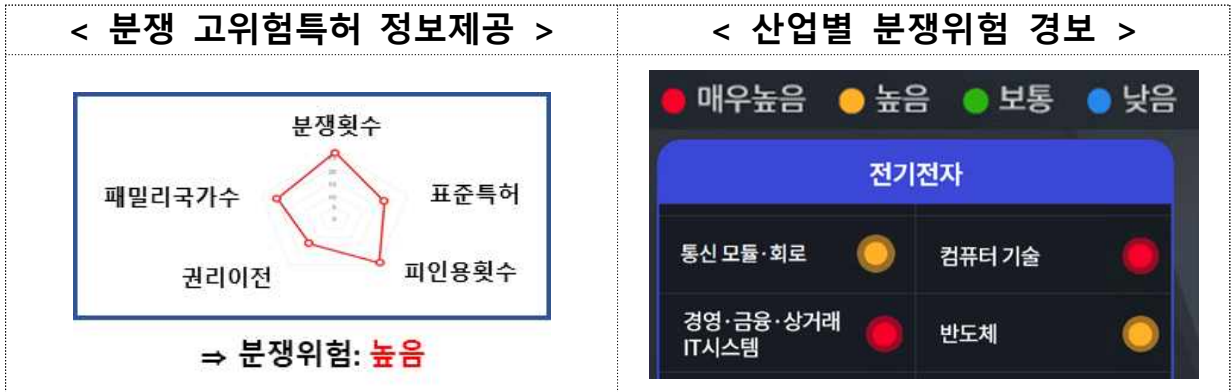 < 분쟁 고위험특허 정보제공 >
< 산업별 분쟁위험 경보 >
분쟁횟수
패밀리국가수
표준특허
권리이전
피인용횟수
⇒ 분쟁위험: 높음
매우높음 높음 보통 낮음
전기전자
통신 모듈·회로
컴퓨터 기술
경영·금융·상거래
IT시스템
반도체